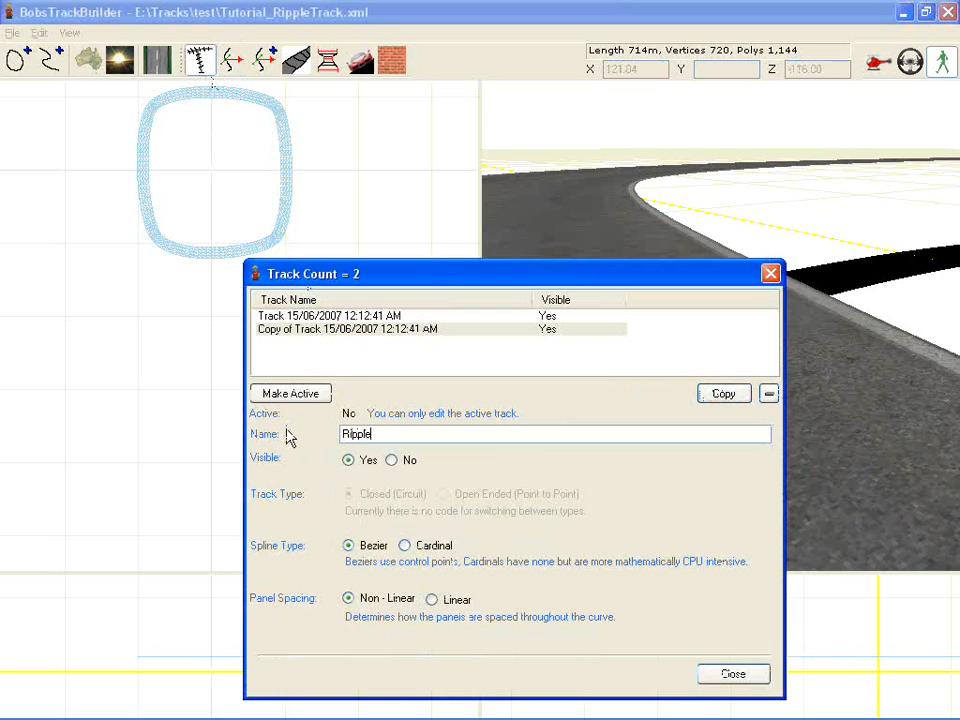 BobsTrackBuilder - E:\Tracks\test\Tutorial_RippleTrack.xml
File Edit View
Length 714m, Vertices 720, Polys 1,144
X 121.04 Y Z -116.00
Track Count = 2
Track Name Visible
Track 15/06/2007 12:12:41 AM Yes
Copy of Track 15/06/2007 12:12:41 AM Yes
Make Active Copy
Active: No You can only edit the active track.
Name: Ripple
Visible: Yes No
Track Type: Closed (Circuit) Open Ended (Point to Point)
Currently there is no code for switching between types.
Spline Type: Bezier Cardinal
Beziers use control points, Cardinals have none but are more mathematically CPU intensive.
Panel Spacing: Non - Linear Linear
Determines how the panels are spaced throughout the curve.
Close